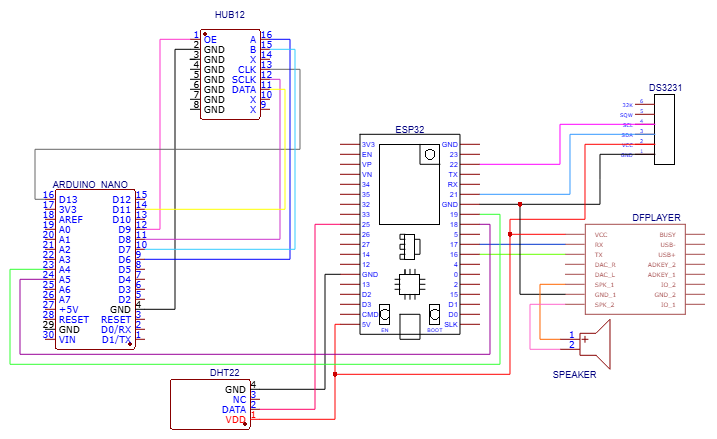 HUB12
1 OE A 16
2 GND B 15
3 GND X 14
4 GND CLK 13
5 GND SCLK 12
6 GND DATA 11
7 GND X 10
8 GND X 9
ARDUINO_NANO
16 D13 D12 15
17 3V3 D11 14
18 AREF D10 13
19 A0 D9 12
20 A1 D8 11
21 A2 D7 10
22 A3 D6 9
23 A4 D5 8
24 A5 D4 7
25 A6 D3 6
26 A7 D2 5
27 +5V GND 4
28 RESET RESET 3
29 GND D0/RX 2
30 VIN D1/TX 1
ESP32
3V3 GND
EN 23
VP 22
VN TX
34 RX
35 21
32 GND
33 19
25 18
26 5
27 17
14 16
12 4
GND 0
13 2
D2 15
D3 D1
CMD D0
5V SLK
EN BOOT
DS3231
32K 6
SQW 5
SCL 4
SDA 3
VCC 2
GND 1
DFPLAYER
VCC BUSY
RX USB-
TX USB+
DAC_R ADKEY_2
DAC_L ADKEY_1
SPK_1 IO_2
GND_1 GND_2
SPK_2 IO_1
1 +
2
SPEAKER
DHT22
GND 4
NC 3
DATA 2
VDD 1